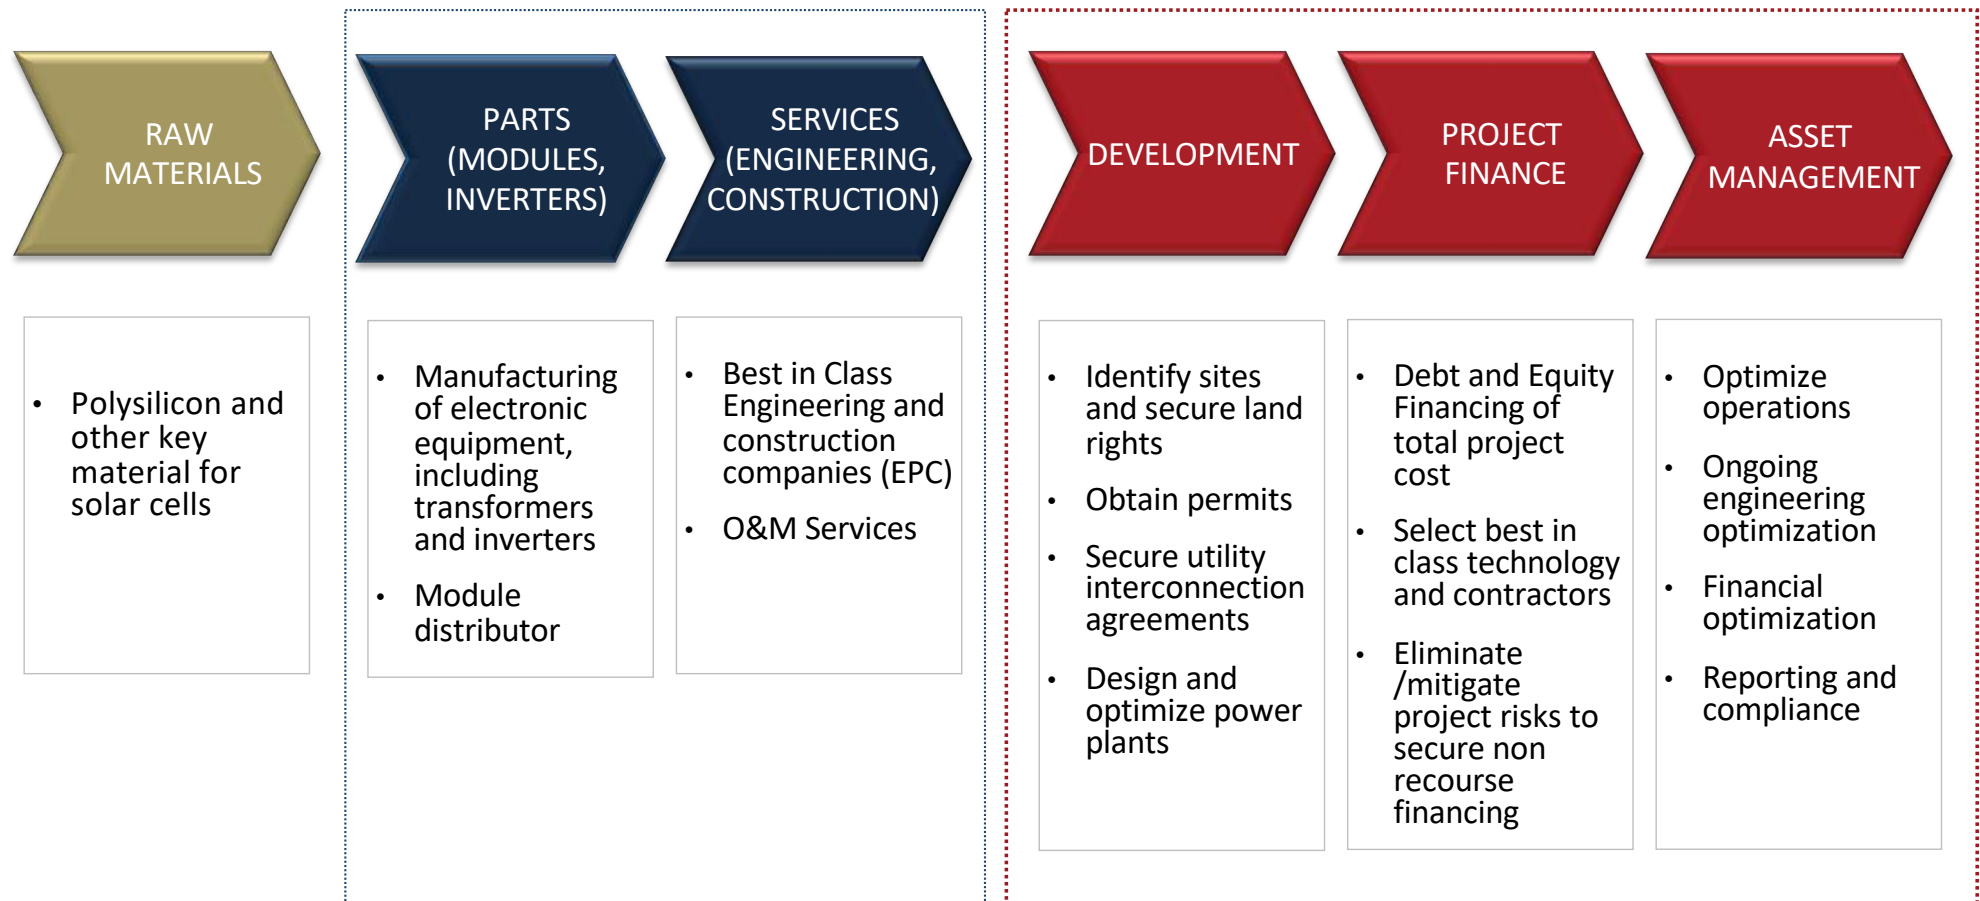 RAW
MATERIALS
PARTS
(MODULES,
INVERTERS)
SERVICES
(ENGINEERING,
CONSTRUCTION)
DEVELOPMENT
PROJECT
FINANCE
ASSET
MANAGEMENT
• Polysilicon and
other key
material for
solar cells
• Manufacturing
of electronic
equipment,
including
transformers
and inverters
• Module
distributor
• Best in Class
Engineering and
construction
companies (EPC)
• O&M Services
• Identify sites
and secure land
rights
• Obtain permits
• Secure utility
interconnection
agreements
• Design and
optimize power
plants
• Debt and Equity
Financing of
total project
cost
• Select best in
class technology
and contractors
• Eliminate
/mitigate
project risks to
secure non
recourse
financing
• Optimize
operations
• Ongoing
engineering
optimization
• Financial
optimization
• Reporting and
compliance